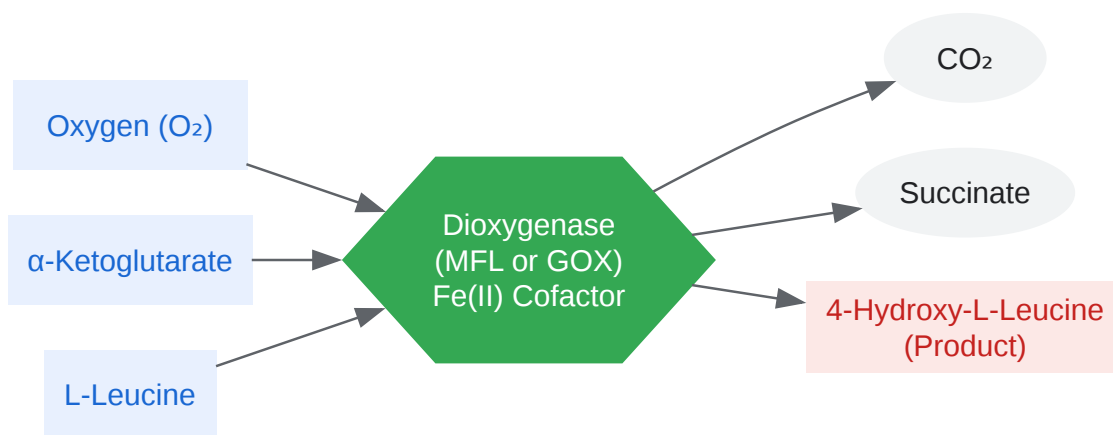 Oxygen (O₂)
α-Ketoglutarate
L-Leucine
Dioxygenase
(MFL or GOX)
Fe(II) Cofactor
CO₂
Succinate
4-Hydroxy-L-Leucine
(Product)